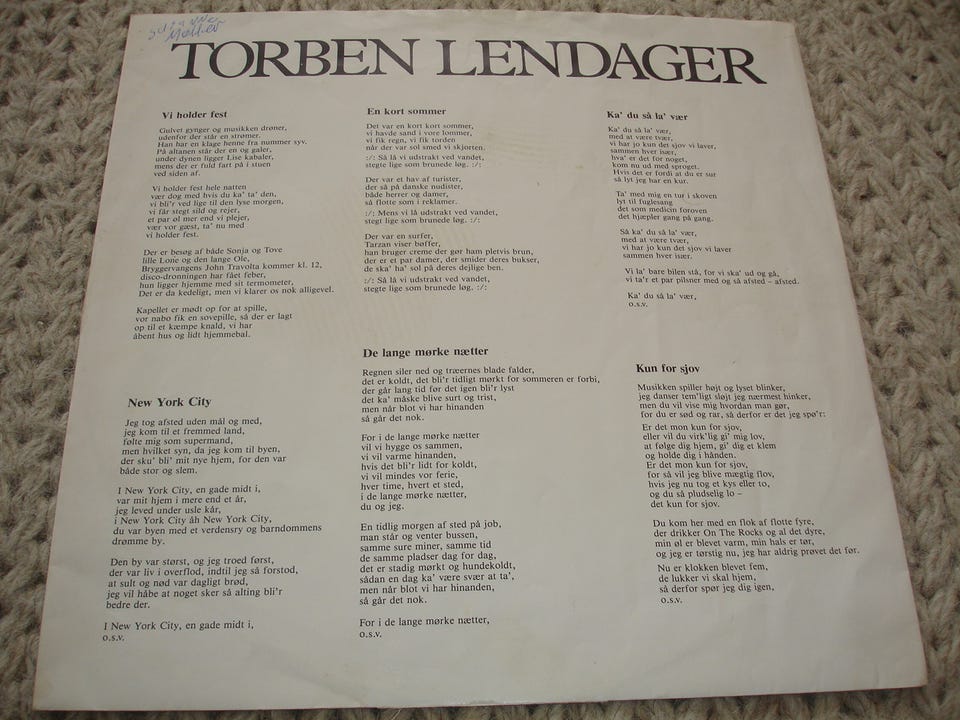 TORBEN LENDAGER
Vi holder fest
Gulvet gynger og musikken drøner,
udenfor der står en strømer.
Han har en klage henne fra nummer syv.
På altanen står der en og galer,
under dynen ligger Lise kabaler,
mens der er fuld fart på i stuen
ved siden af.
Vi holder fest hele natten
vær dog med hvis du ka' ta' den,
vi bli'r ved lige til den lyse morgen,
vi får stegt sild og rejer,
et par øl mer end vi plejer,
vær vor gæst, ta' nu med
vi holder fest.
Der er besøg af både Sonja og Tove
lille Lone og den lange Ole,
Bryggervangens John Travolta kommer kl. 12,
disco-dronningen har fået feber,
hun ligger hjemme med sit termometer,
Det er da kedeligt, men vi klarer os nok alligevel.
Kapellet er mødt op for at spille,
vor nabo fik en sovepille, så der er lagt
op til et kæmpe knald, vi har
åbent hus og lidt hjemmebal.
New York City
Jeg tog afsted uden mål og med,
jeg kom til et fremmed land,
følte mig som supermand,
men hvilket syn, da jeg kom til byen,
der sku' bli' mit nye hjem, for den var
både stor og slem.
I New York City, en gade midt i,
var mit hjem i mere end et år,
jeg leved under usle kår,
i New York City åh New York City,
du var byen med et verdensry og barndommens
drømme by.
Den by var størst, og jeg troed først,
der var liv i overflod, indtil jeg så forstod,
at sult og nød var dagligt brød,
jeg vil håbe at noget sker så alting bli'r
bedre der.
I New York City, en gade midt i,
o.s.v.
En kort sommer
Det var en kort kort sommer,
vi havde sand i vore lommer,
vi fik regn, vi fik torden
når der var sol smed vi skjorten.
:/: Så lå vi udstrakt ved vandet,
stegte lige som brunede løg. :/:
Der var et hav af turister,
der så på danske nudister,
både herrer og damer,
så flotte som i reklamer.
:/: Mens vi lå udstrakt ved vandet,
stegt lige som brunede løg. :/:
Der var en surfer,
Tarzan viser bøffer,
han bruger creme der gør ham pletvis brun,
der er et par damer, der smider deres bukser,
de ska' ha' sol på deres dejlige ben.
:/: Så lå vi udstrakt ved vandet,
stegte lige som brunede løg. :/:
De lange mørke nætter
Regnen siler ned og træernes blade falder,
det er koldt, det bli'r tidligt mørkt for sommeren er forbi,
der går lang tid før det igen bli'r lyst
det ka' måske blive surt og trist,
men når blot vi har hinanden
så går det nok.
For i de lange mørke nætter
vil vi hygge os sammen,
vi vil varme hinanden,
hvis det bli'r lidt for koldt,
vi vil mindes vor ferie,
hver time, hvert et sted,
i de lange mørke nætter,
du og jeg.
En tidlig morgen af sted på job,
man står og venter bussen,
samme sure miner, samme tid
de samme pladser dag for dag,
det er stadig mørkt og hundekoldt,
sådan en dag ka' være svær at ta',
men når blot vi har hinanden,
så går det nok.
For i de lange mørke nætter,
o.s.v.
Ka' du så la' vær
Ka' du så la' vær,
med at være tvær,
vi har jo kun det sjov vi laver,
sammen hver især,
hva' er det for noget,
kom nu ud med sproget.
Hvis det er fordi at du er sur
så lyt jeg har en kur.
Ta' med mig en tur i skoven
lyt til fuglesang
det som medicin foroven
det hjælper gang på gang.
Så ka' du så la' vær,
med at være tvær,
vi har jo kun det sjov vi laver
sammen hver især.
Vi la' bare bilen stå, for vi ska' ud og gå,
vi ta'r et par pilsner med og så afsted – afsted.
Ka' du så la' vær,
o.s.v.
Kun for sjov
Musikken spiller højt og lyset blinker,
jeg danser tem'ligt sløjt jeg nærmest hinker,
men du vil vise mig hvordan man gør,
for du er sød og rar, så derfor er det jeg spø'r:
Er det mon kun for sjov,
eller vil du virk'lig gi' mig lov,
at følge dig hjem, gi' dig et klem
og holde dig i hånden.
Er det mon kun for sjov,
for så vil jeg blive mægtig flov,
hvis jeg nu tog et kys eller to,
og du så pludselig lo –
det kun for sjov.
Du kom her med en flok af flotte fyre,
der drikker On The Rocks og al det dyre,
min øl er blevet varm, min hals er tør,
og jeg er tørstig nu, jeg har aldrig prøvet det før.
Nu er klokken blevet fem,
de lukker vi skal hjem,
så derfor spør jeg dig igen,
o.s.v.